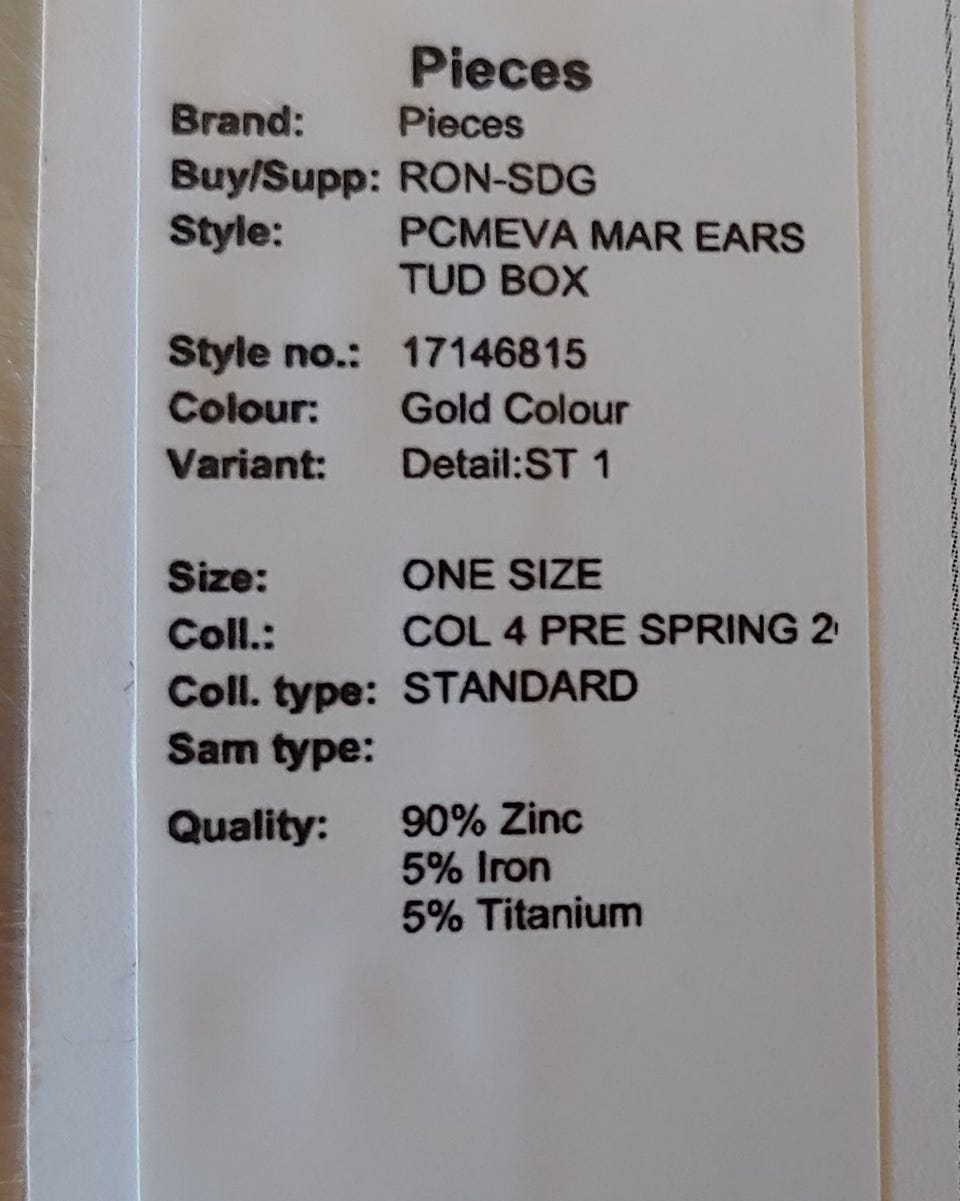 Pieces
Brand: Pieces
Buy/Supp: RON-SDG
Style: PCMEVA MAR EARS
TUD BOX
Style no.: 17146815
Colour: Gold Colour
Variant: Detail:ST 1
Size: ONE SIZE
Coll.: COL 4 PRE SPRING
Coll. type: STANDARD
Sam type:
Quality: 90% Zinc
5% Iron
5% Titanium